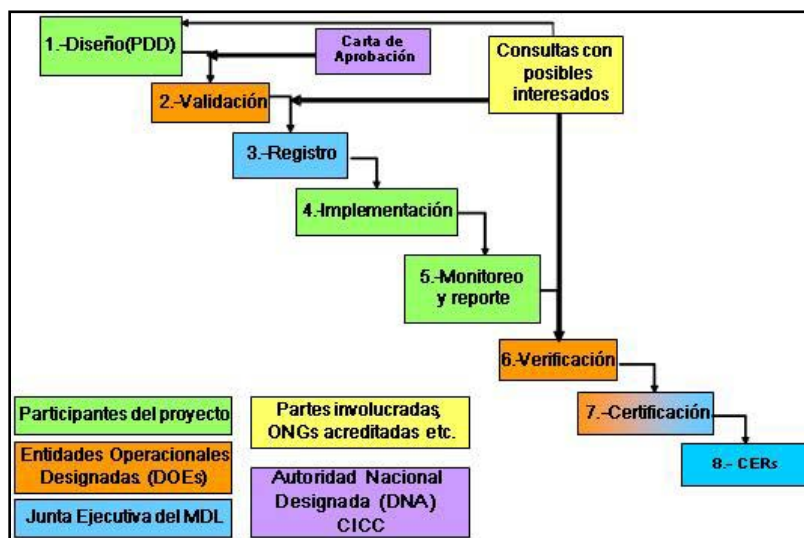 1.-Diseño(PDD)
Carta de
Aprobación
Consultas con
posibles
interesados
2.-Validación
3.-Registro
4.-Implementación
5.-Monitoreo
y reporte
6.-Verificación
7.-Certificación
8.- CERs
Participantes del proyecto
Partes involucradas,
ONGs acreditadas etc.
Entidades Operacionales
Designadas. (DOEs)
Autoridad Nacional
Designada (DNA)
CICC
Junta Ejecutiva del MDL